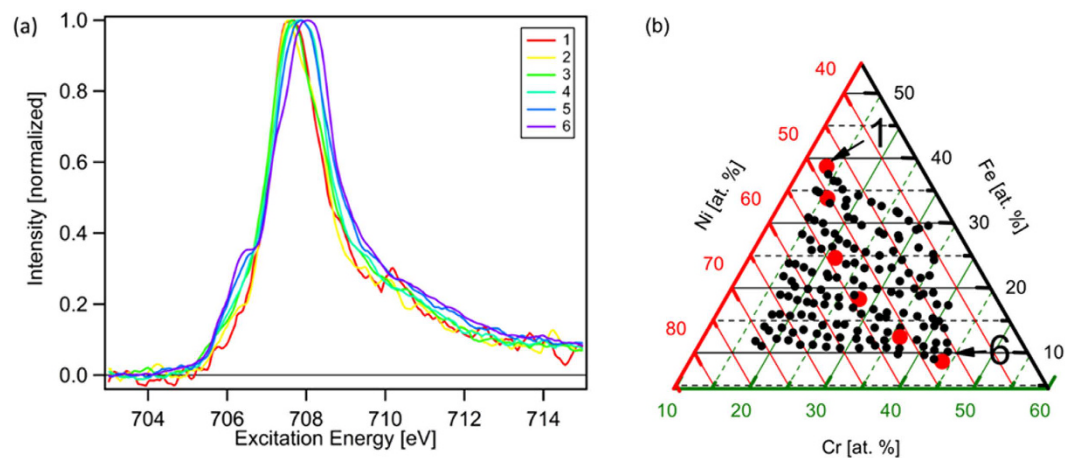 (a)
Intensity [normalized]
1.0
0.8
0.6
0.4
0.2
0.0
704 706 708 710 712 714
Excitation Energy [eV]
1
2
3
4
5
6
(b)
40
50
60
70
80
Ni [at. %]
50
40
30
20
10
Fe [at. %]
1
6
10 20 30 40 50 60
Cr [at. %]